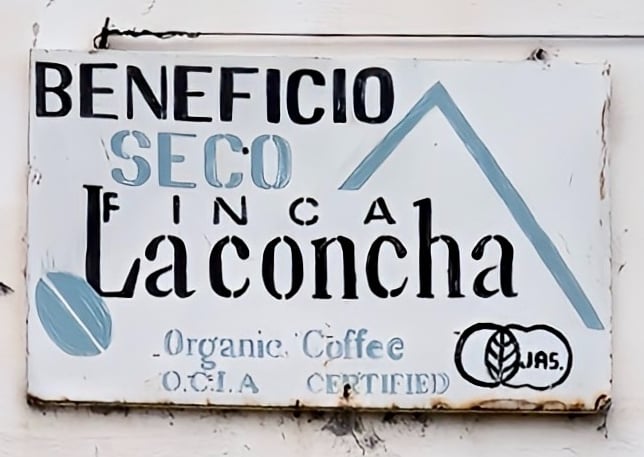 BENEFICIO
SECO
FINCA
Laconcha
Organic Coffee
O.C.I.A CERTIFIED
JAS.